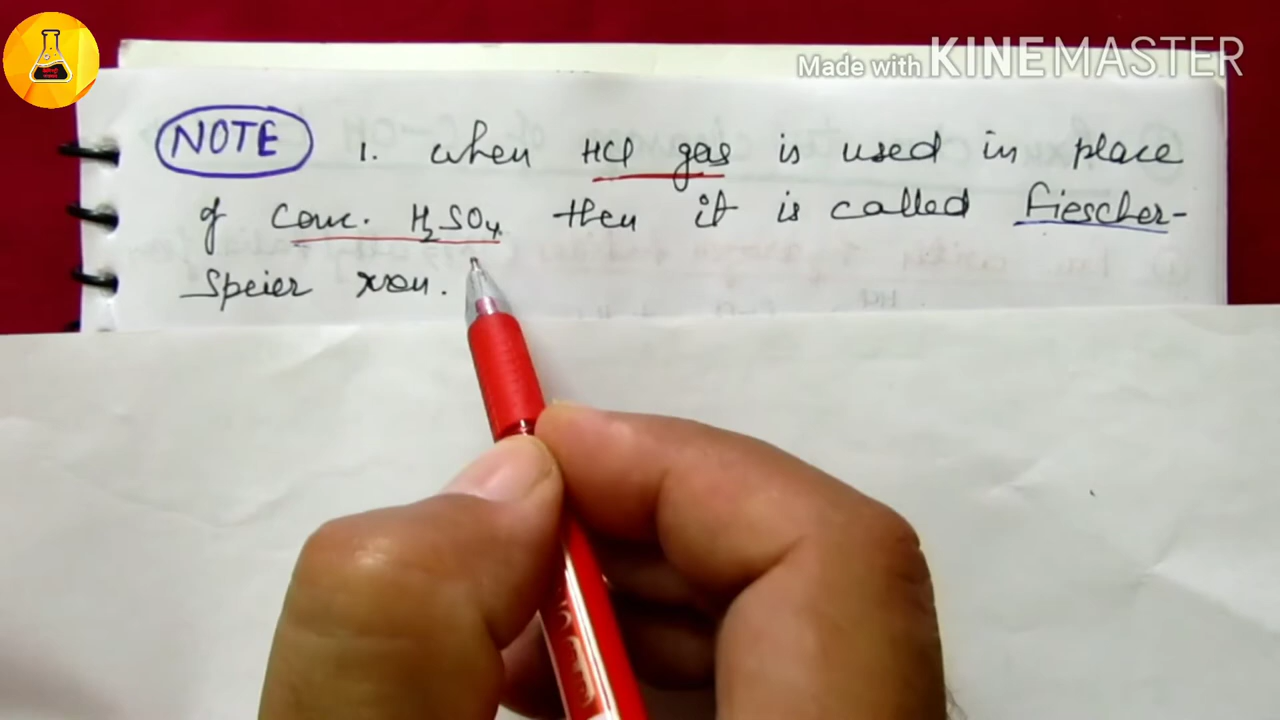 Made with KINEMASTER
NOTE 1. when HCl gas is used in place
of conc. H2SO4 then it is called Fiescher-
Speier rxn.